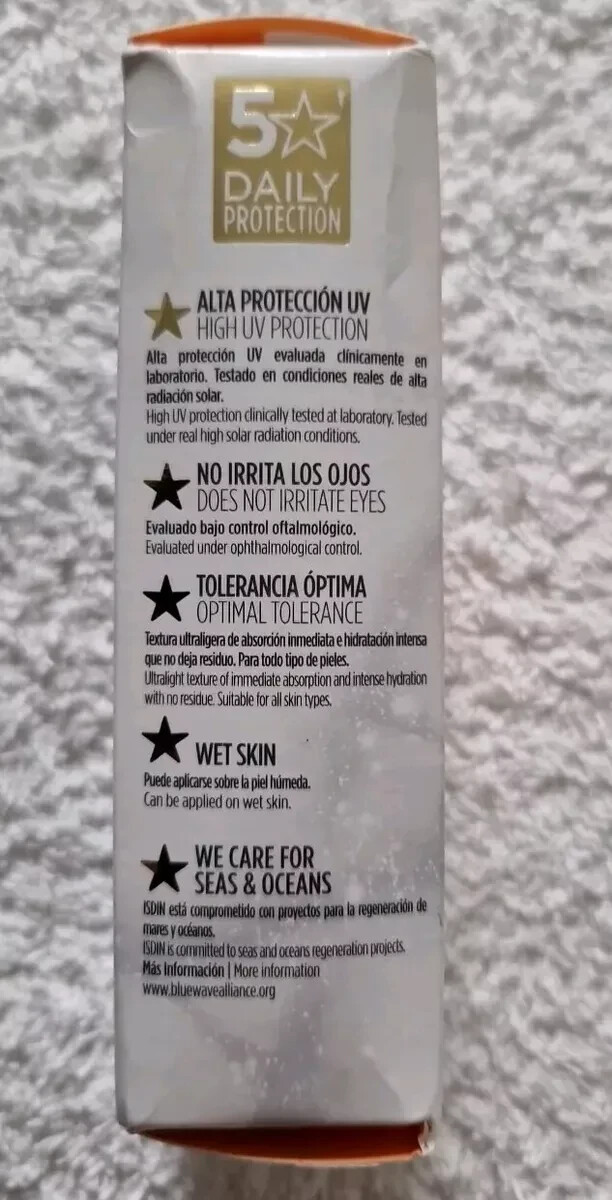 5
DAILY
PROTECTION
ALTA PROTECCIÓN UV
HIGH UV PROTECTION
Alta protección UV evaluada clínicamente en
laboratorio. Testado en condiciones reales de alta
radiación solar.
High UV protection clinically tested at laboratory. Tested
under real high solar radiation conditions.
NO IRRITA LOS OJOS
DOES NOT IRRITATE EYES
Evaluado bajo control oftalmológico.
Evaluated under ophthalmological control.
TOLERANCIA ÓPTIMA
OPTIMAL TOLERANCE
Textura ultraligera de absorción inmediata e hidratación intensa
que no deja residuo. Para todo tipo de pieles.
Ultralight texture of immediate absorption and intense hydration
with no residue. Suitable for all skin types.
WET SKIN
Puede aplicarse sobre la piel húmeda.
Can be applied on wet skin.
WE CARE FOR
SEAS & OCEANS
ISDIN está comprometido con proyectos para la regeneración de
mares y océanos.
ISDIN is committed to seas and oceans regeneration projects.
Más Información | More information
www.bluewavealliance.org